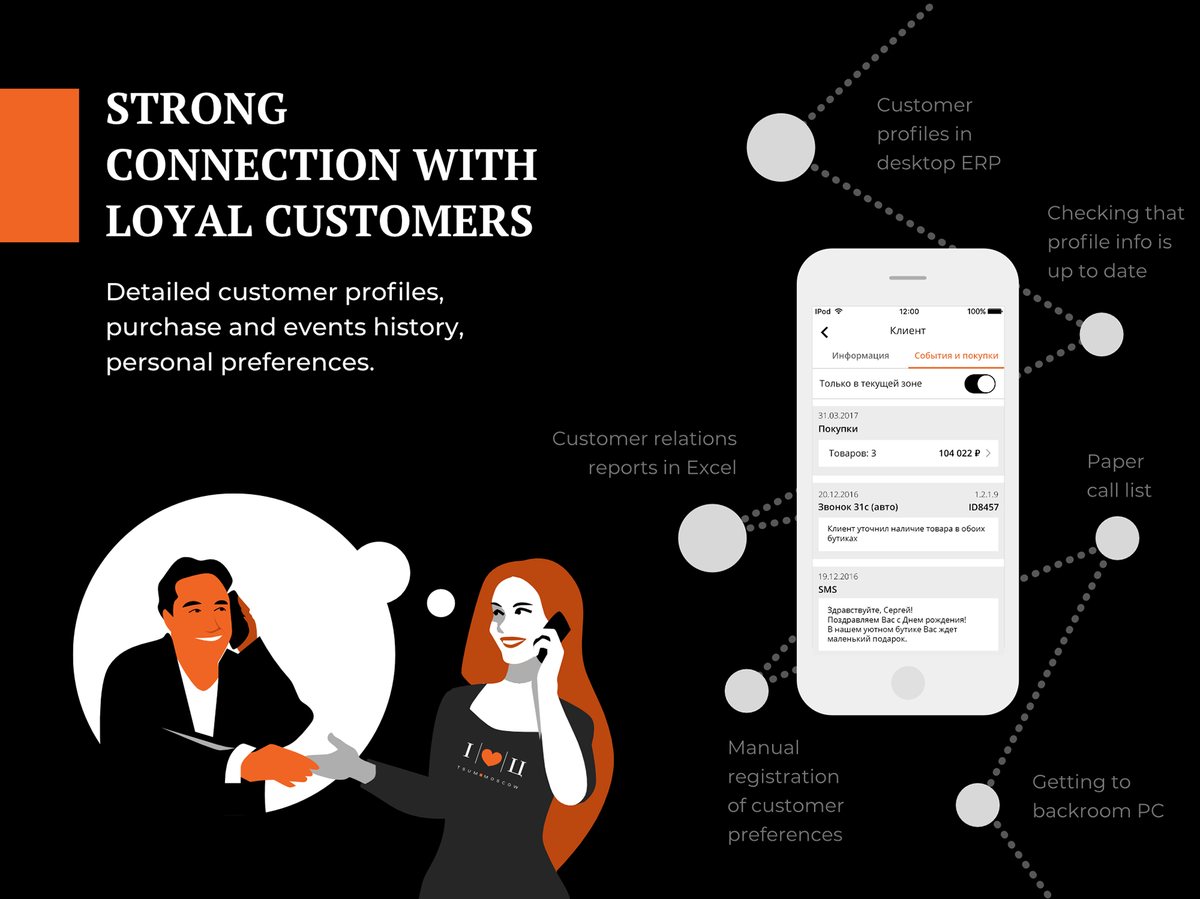 STRONG
CONNECTION WITH
LOYAL CUSTOMERS
Detailed customer profiles,
purchase and events history,
personal preferences.
Customer
profiles in
desktop ERP
Checking that
profile info is
up to date
Customer relations
reports in Excel
Paper
call list
Manual
registration
of customer
preferences
Getting to
backroom PC
IPod 12:00 100%
Клиент
Информация События и покупки
Только в текущей зоне
31.03.2017
Покупки
Товаров: 3 104 022 ₽
20.12.2016 1.2.1.9
Звонок 31с (авто) ID8457
Клиент уточнил наличие товара в обоих
бутиках
19.12.2016
SMS
Здравствуйте, Сергей!
Поздравляем Вас с Днем рождения!
В нашем уютном бутике Вас ждет
маленький подарок.
I Ц
TSUM MOSCOW